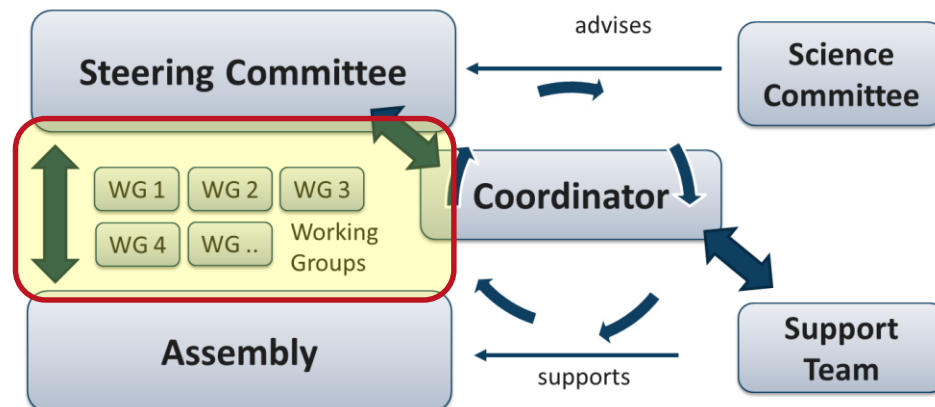 advises
Steering Committee
Science
Committee
WG 1
WG 2
WG 3
WG 4
WG ..
Working
Groups
Coordinator
Assembly
supports
Support
Team